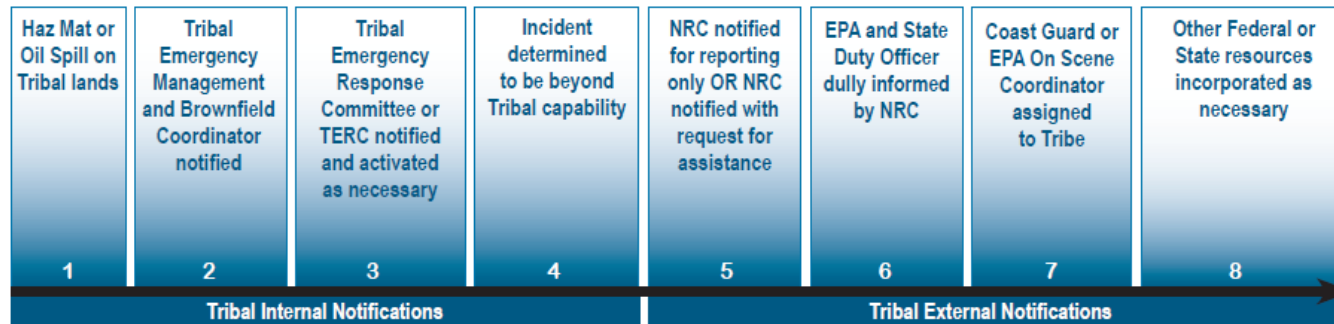 Haz Mat or
Oil Spill on
Tribal lands
1
Tribal
Emergency
Management
and Brownfield
Coordinator
notified
2
Tribal
Emergency
Response
Committee or
TERC notified
and activated
as necessary
3
Incident
determined
to be beyond
Tribal capability
4
NRC notified
for reporting
only OR NRC
notified with
request for
assistance
5
EPA and State
Duty Officer
dully informed
by NRC
6
Coast Guard or
EPA On Scene
Coordinator
assigned
to Tribe
7
Other Federal or
State resources
incorporated as
necessary
8
Tribal Internal Notifications
Tribal External Notifications